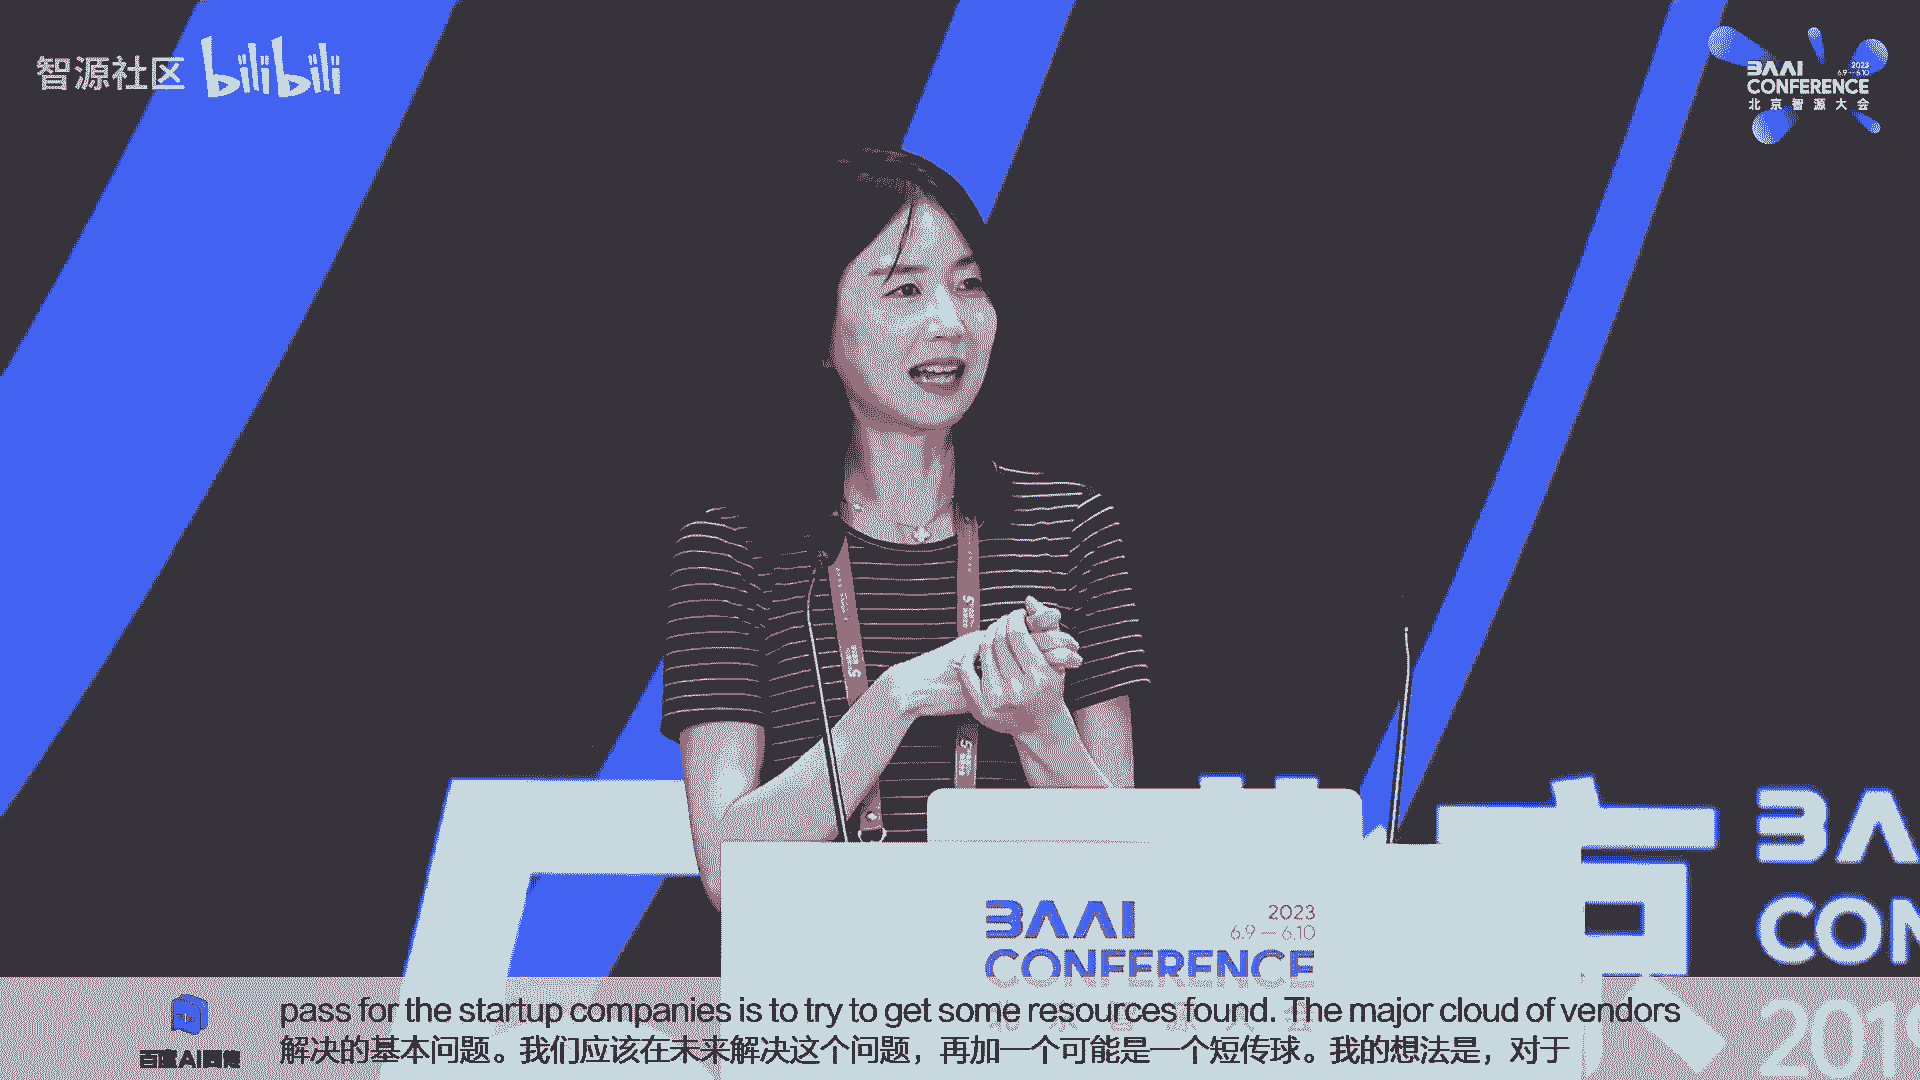 智源社区 bilibili
BAAI 2023
6.9—6.10
CONFERENCE
北京智源大会
BAAI 2023
6.9 — 6.10
CONFERENCE
京
BA
CON
2019
pass for the startup companies is to try to get some resources found. The major cloud of vendors
解决的基本问题。我们应该在未来解决这个问题，再加一个可能是一个短传球。我的想法是，对于